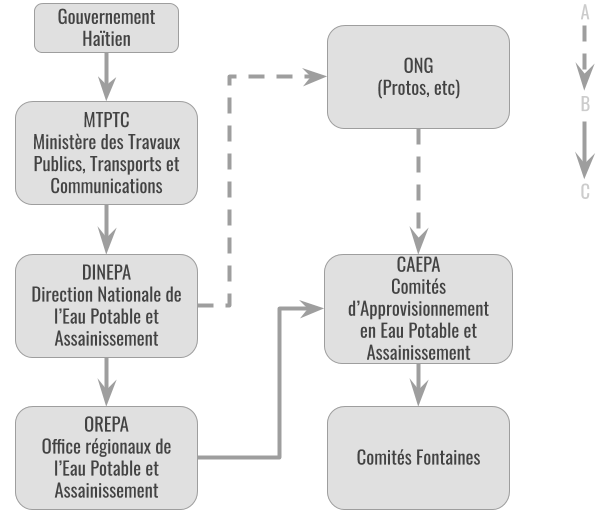 Gouvernement
Haïtien
MTPTC
Ministère des Travaux
Publics, Transports et
Communications
DINEPA
Direction Nationale de
l'Eau Potable et
Assainissement
OREPA
Office régionaux de
l'Eau Potable et
Assainissement
ONG
(Protos, etc)
CAEPA
Comités
d'Approvisionnement
en Eau Potable et
Assainissement
Comités Fontaines
A
B
C